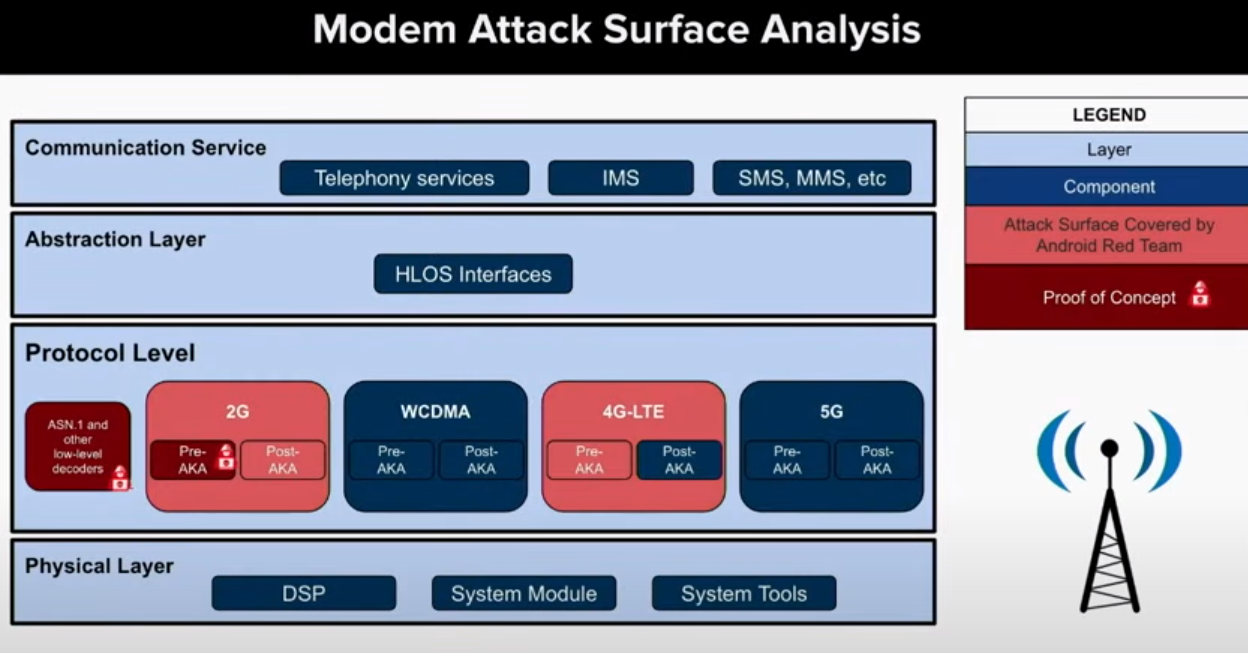 Modem Attack Surface Analysis
Communication Service
Telephony services
IMS
SMS, MMS, etc
Abstraction Layer
HLOS Interfaces
Protocol Level
ASN.1 and
other
low-level
decoders
2G
Pre-
AKA
Post-
AKA
WCDMA
Pre-
AKA
Post-
AKA
4G-LTE
Pre-
AKA
Post-
AKA
5G
Pre-
AKA
Post-
AKA
Physical Layer
DSP
System Module
System Tools
LEGEND
Layer
Component
Attack Surface Covered by
Android Red Team
Proof of Concept